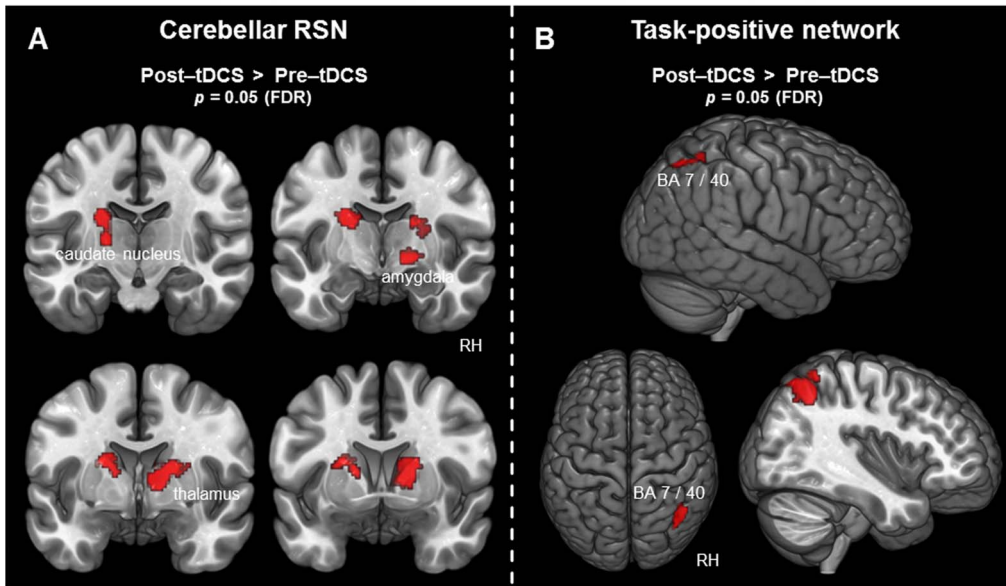 A
Cerebellar RSN
Post–tDCS > Pre–tDCS
p = 0.05 (FDR)
caudate nucleus
amygdala
RH
thalamus
B
Task-positive network
Post–tDCS > Pre–tDCS
p = 0.05 (FDR)
BA 7 / 40
BA 7 / 40
RH